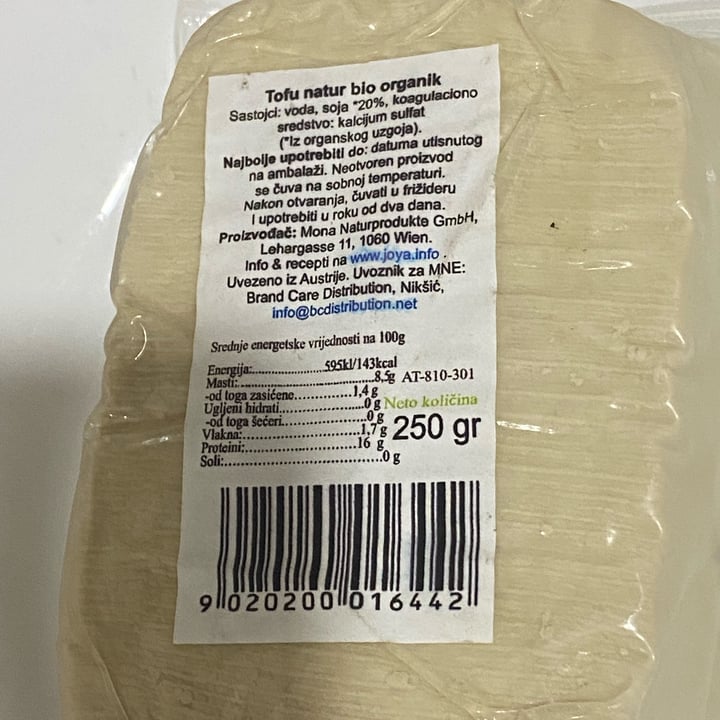 Tofu natur bio organik
Sastojci: voda, soja *20%, koagulaciono
sredstvo: kalcijum sulfat
(*Iz organskog uzgoja).
Najbolje upotrebiti do: datuma utisnutog
na ambalaži. Neotvoren proizvod
se čuva na sobnoj temperaturi.
Nakon otvaranja, čuvati u frižideru
I upotrebiti u roku od dva dana.
Proizvođač: Mona Naturprodukte GmbH,
Lehargasse 11, 1060 Wien.
Info & recepti na www.joya.info .
Uvezeno iz Austrije. Uvoznik za MNE:
Brand Care Distribution, Nikšić,
info@bcdistribution.net
Srednje energetske vrijednosti na 100g
Energija:..................595kl/143kcal
Masti:.............................8,5g AT-810-301
-od toga zasićene..............1,4 g
Ugljeni hidrati....................0 g Neto količina
-od toga šećeri...................0 g
Vlakna:...........................1,7 g 250 gr
Proteini:.........................16 g
Soli:..............................0 g
9 020200 016442